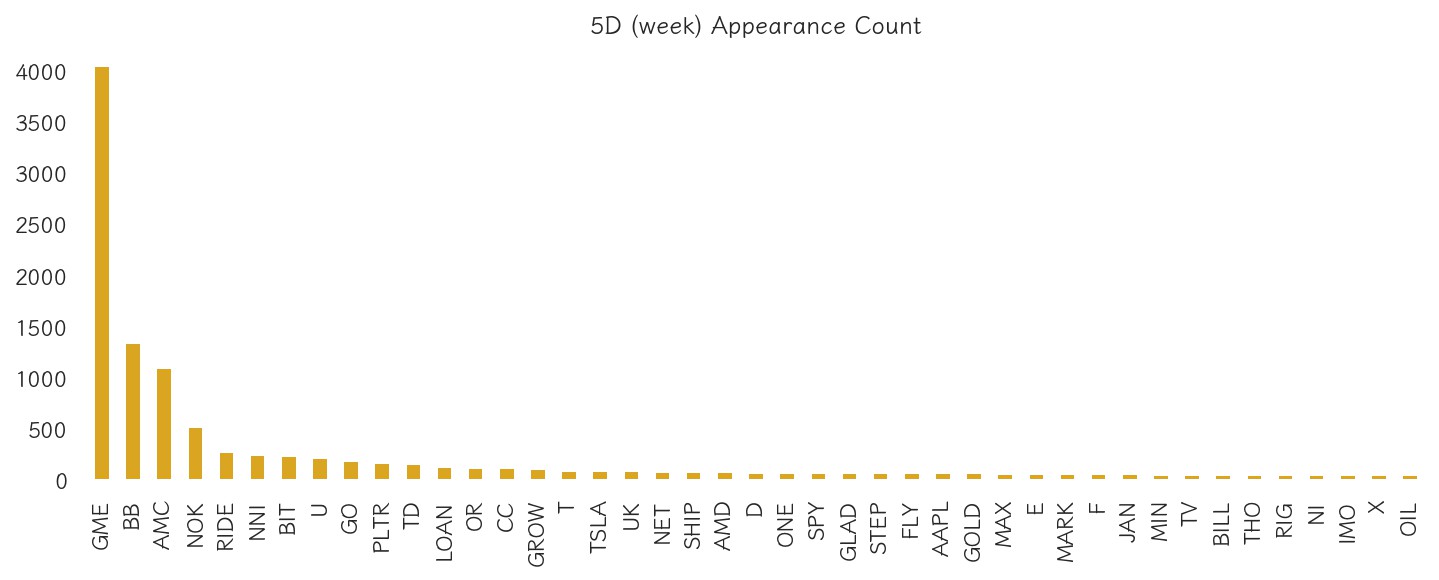 5D (week) Appearance Count
4000
3500
3000
2500
2000
1500
1000
500
0
GME
BB
AMC
NOK
RIDE
NNI
BIT
U
GO
PLTR
TD
LOAN
OR
CC
GROW
T
TSLA
UK
NET
SHIP
AMD
D
ONE
SPY
GLAD
STEP
FLY
AAPL
GOLD
MAX
E
MARK
F
JAN
MIN
TV
BILL
THO
RIG
NI
IMO
X
OIL